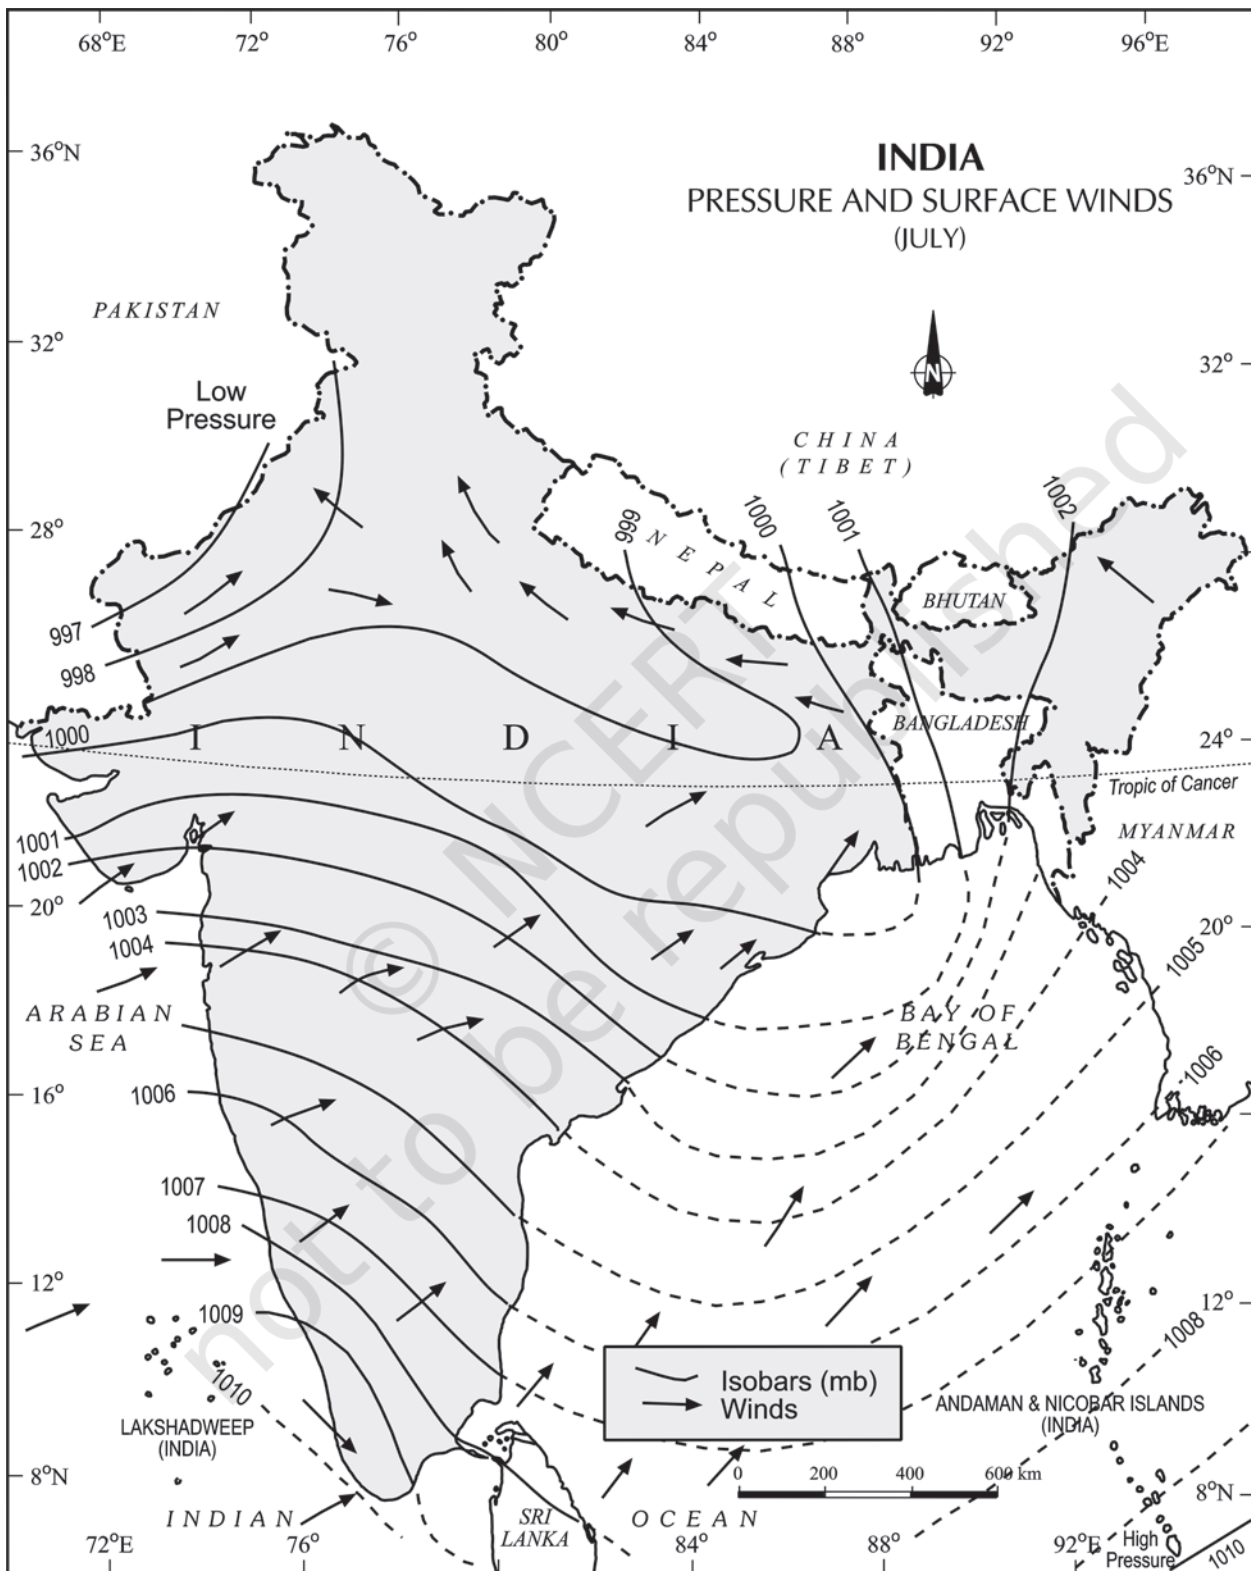 68°E 72° 76° 80° 84° 88° 92° 96°E
INDIA
PRESSURE AND SURFACE WINDS
(JULY)
36°N
36°N
PAKISTAN
32°
32°
N
Low
Pressure
CHINA
(TIBET)
28°
999
1000
1001
1002
NEPAL
BHUTAN
997
998
1000
INDIA
BANGLADESH
24°
Tropic of Cancer
MYANMAR
1001
1002
1004
20°
20°
1003
1004
1005
ARABIAN
SEA
BAY OF
BENGAL
1006
16°
1006
1007
1008
12°
12°
1009
1008
1010
Isobars (mb)
Winds
LAKSHADWEEP
(INDIA)
ANDAMAN & NICOBAR ISLANDS
(INDIA)
8°N
8°N
0 200 400 600 km
INDIAN
SRI
LANKA
OCEAN
High
Pressure
1010
72°E 76° 84° 88° 92°E
© NCERT
not to be republished